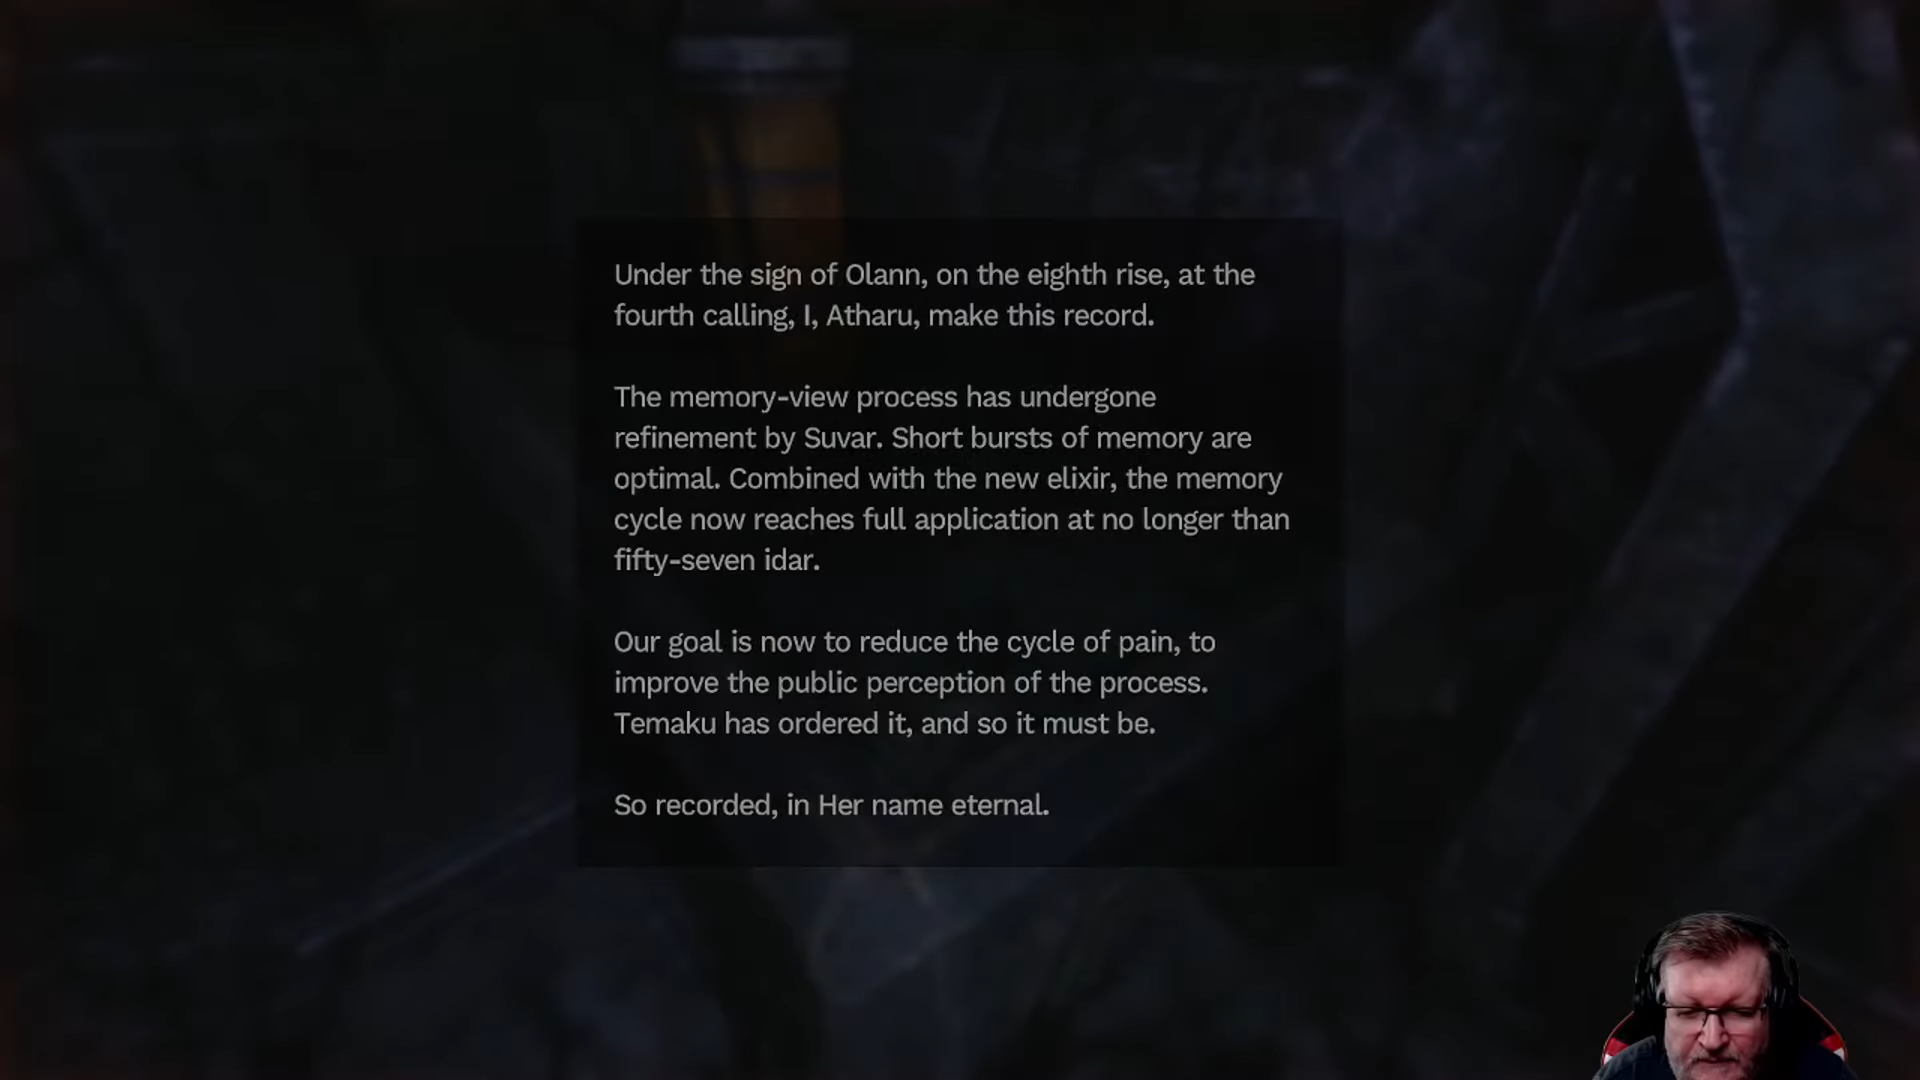 Under the sign of Olann, on the eighth rise, at the
fourth calling, I, Atharu, make this record.
The memory-view process has undergone
refinement by Suvar. Short bursts of memory are
optimal. Combined with the new elixir, the memory
cycle now reaches full application at no longer than
fifty-seven idar.
Our goal is now to reduce the cycle of pain, to
improve the public perception of the process.
Temaku has ordered it, and so it must be.
So recorded, in Her name eternal.